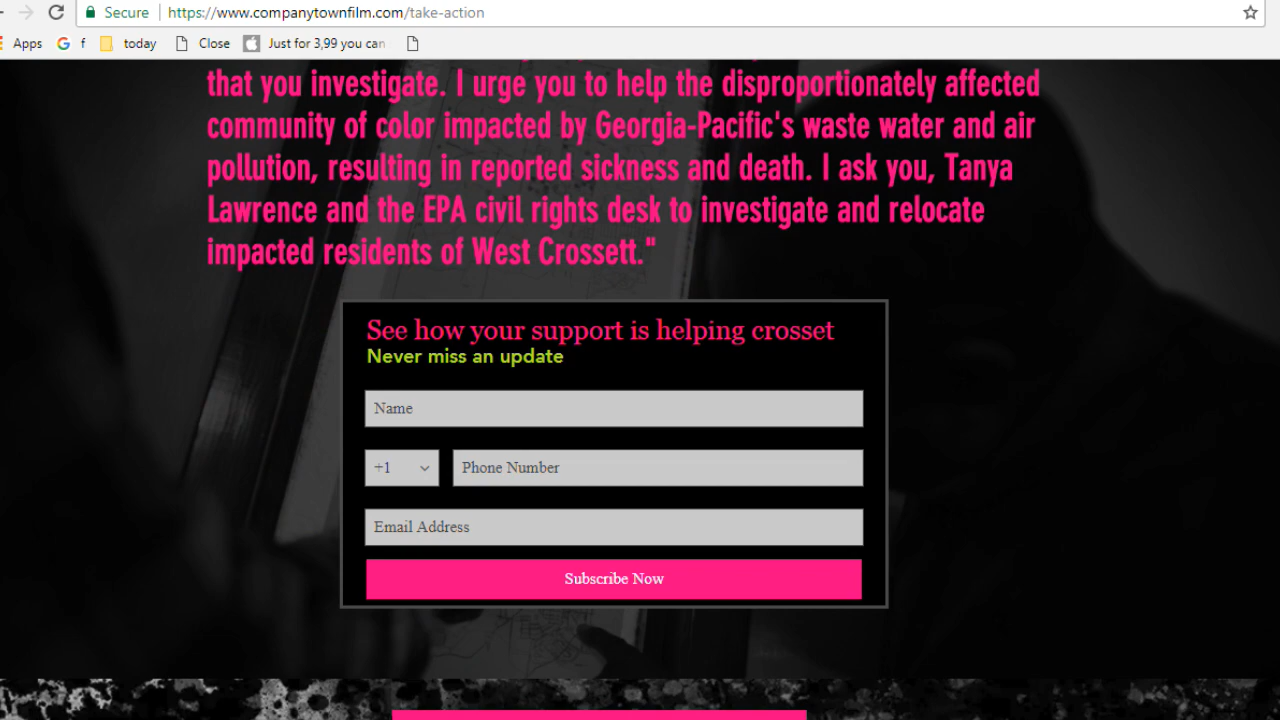 Secure https://www.companytownfilm.com/take-action
Apps f today Close Just for 3,99 you can
that you investigate. I urge you to help the disproportionately affected
community of color impacted by Georgia-Pacific's waste water and air
pollution, resulting in reported sickness and death. I ask you, Tanya
Lawrence and the EPA civil rights desk to investigate and relocate
impacted residents of West Crossett."
See how your support is helping crosset
Never miss an update
Name
+1 Phone Number
Email Address
Subscribe Now